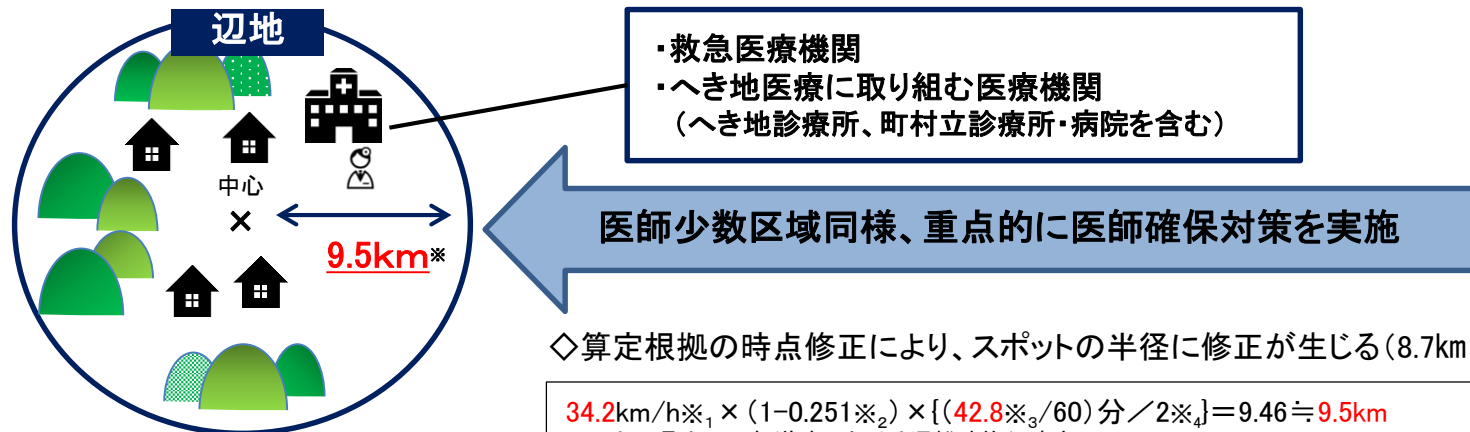 辺地
・救急医療機関
・へき地医療に取り組む医療機関
（へき地診療所、町村立診療所・病院を含む）
中心
×
9.5km※
医師少数区域同様、重点的に医師確保対策を実施
◇算定根拠の時点修正により、スポットの半径に修正が生じる（8.7km
34.2km/h※₁ × (1-0.251※₂) ×{(42.8※₃/60)分／2※₄}＝9.46≒9.5km